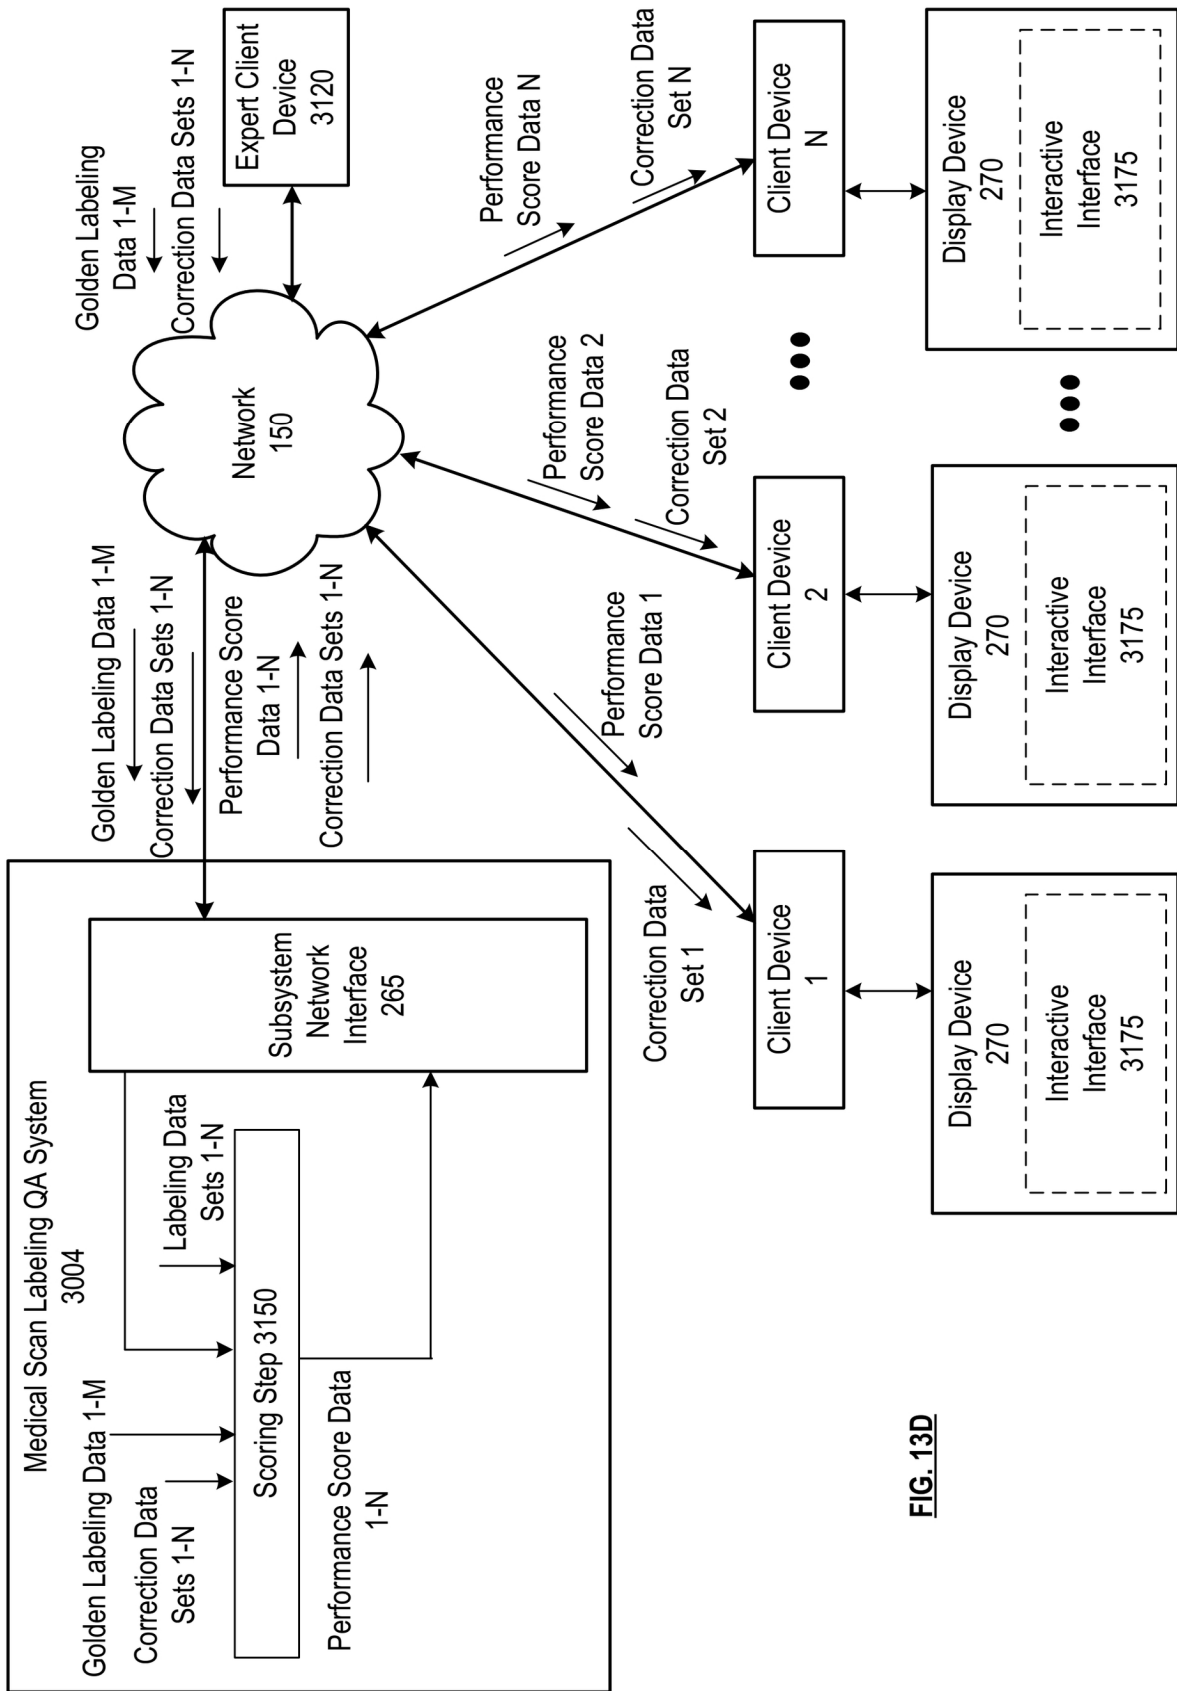 Medical Scan Labeling QA System
3004
Golden Labeling Data 1-M
Correction Data
Sets 1-N
Labeling Data
Sets 1-N
Scoring Step 3150
Performance Score Data
1-N
Subsystem
Network
Interface
265
Golden Labeling Data 1-M
Correction Data Sets 1-N
Performance Score
Data 1-N
Correction Data Sets 1-N
Network
150
Golden Labeling
Data 1-M
Correction Data Sets 1-N
Expert Client
Device
3120
Performance
Score Data 1
Correction Data
Set 1
Performance
Score Data 2
Correction Data
Set 2
Performance
Score Data N
Correction Data
Set N
Client Device
1
Client Device
2
Client Device
N
Display Device
270
Interactive
Interface
3175
Display Device
270
Interactive
Interface
3175
Display Device
270
Interactive
Interface
3175
FIG. 13D